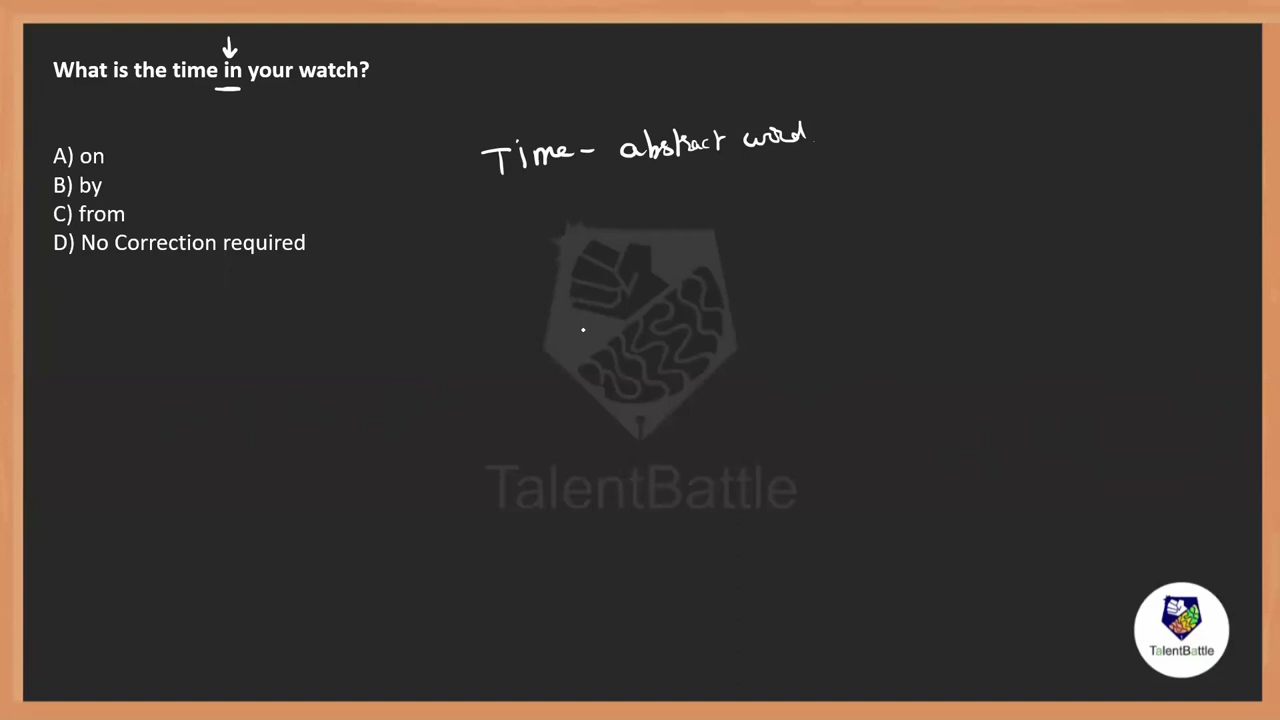 What is the time in your watch?
Time - abstract word
A) on
B) by
C) from
D) No Correction required
TalentBattle
TalentBattle